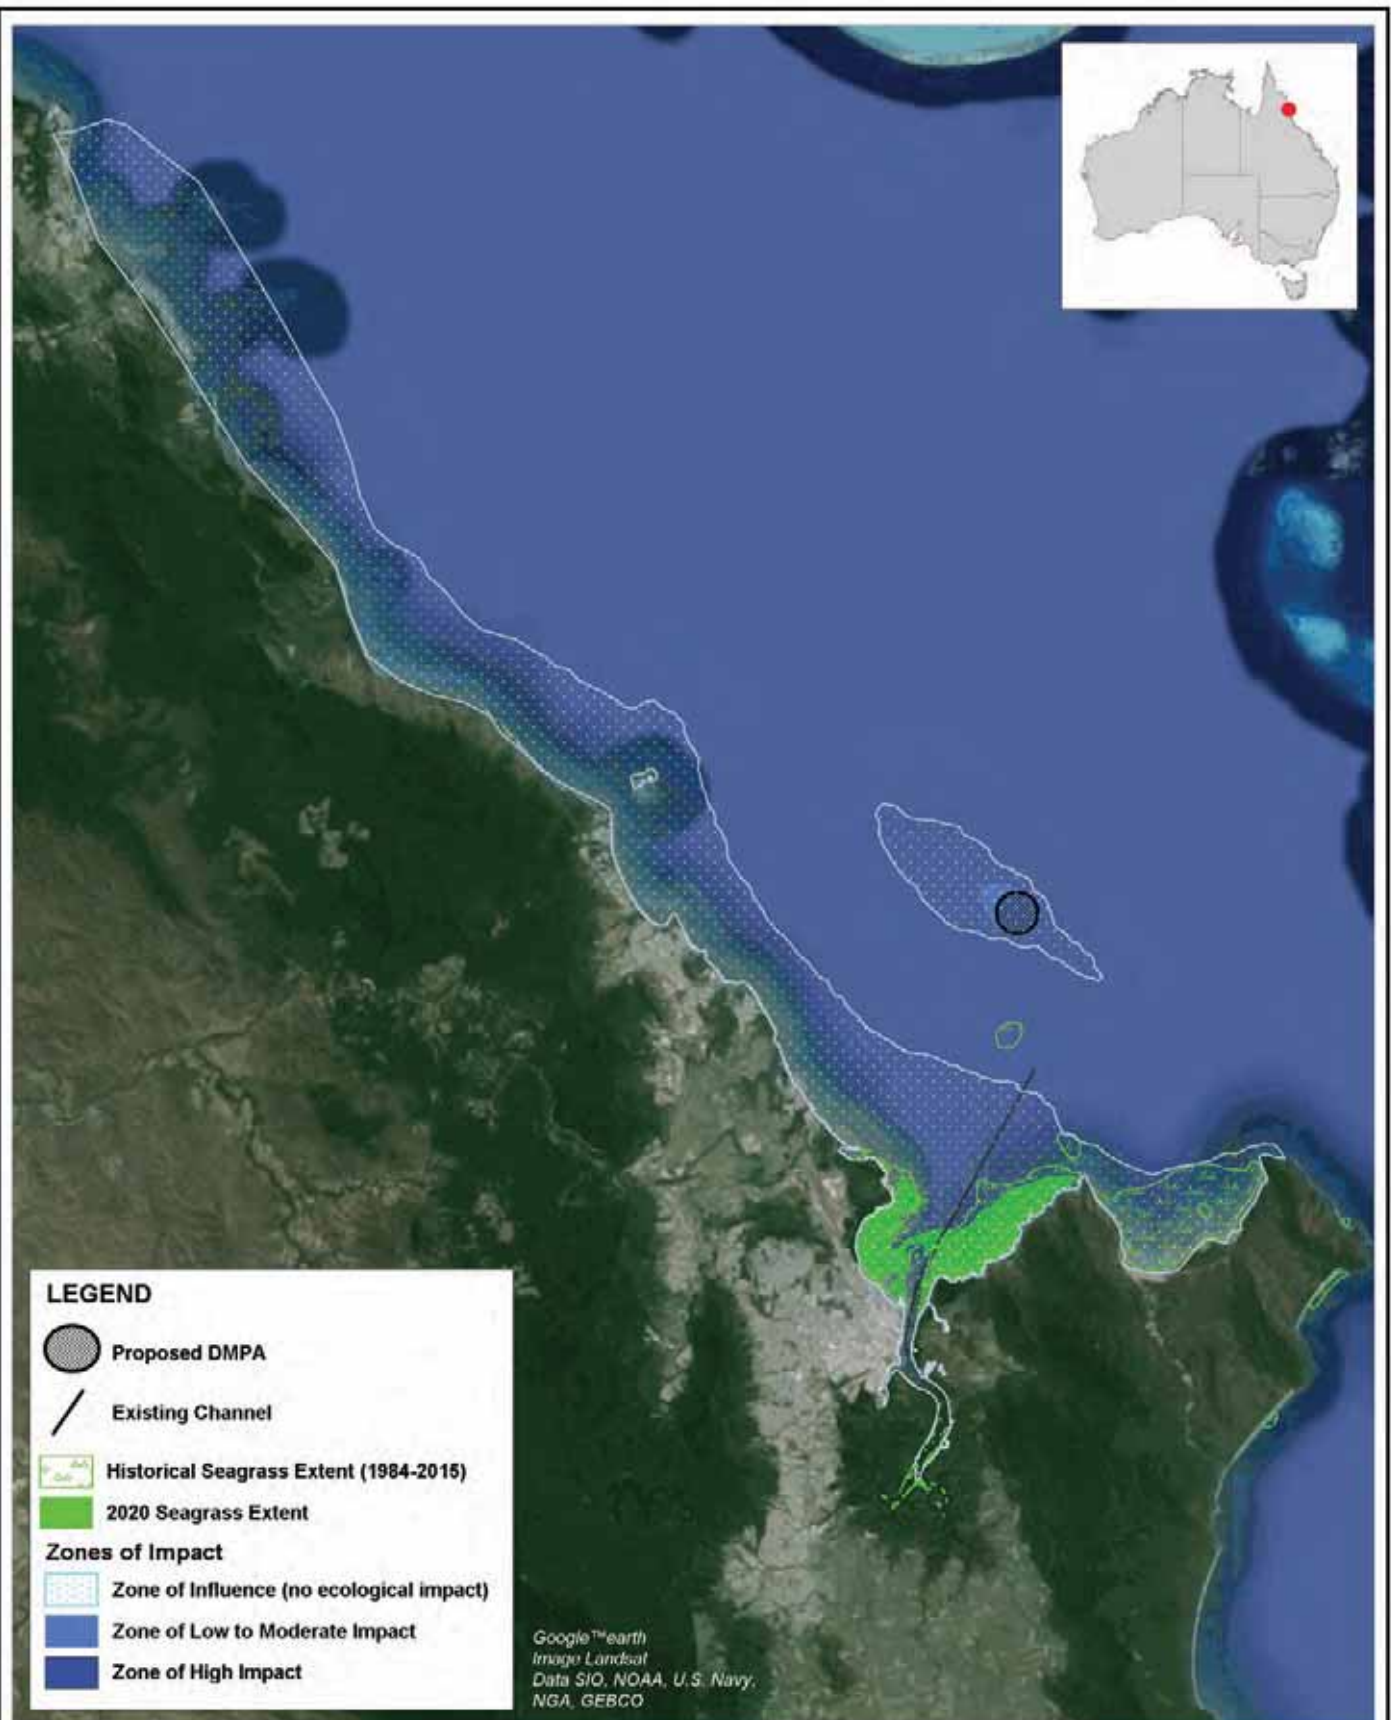 LEGEND
Proposed DMPA
Existing Channel
Historical Seagrass Extent (1984-2015)
2020 Seagrass Extent
Zones of Impact
Zone of Influence (no ecological impact)
Zone of Low to Moderate Impact
Zone of High Impact
Google™earth
Image Landsat
Data SIO, NOAA, U.S. Navy,
NGA, GEBCO